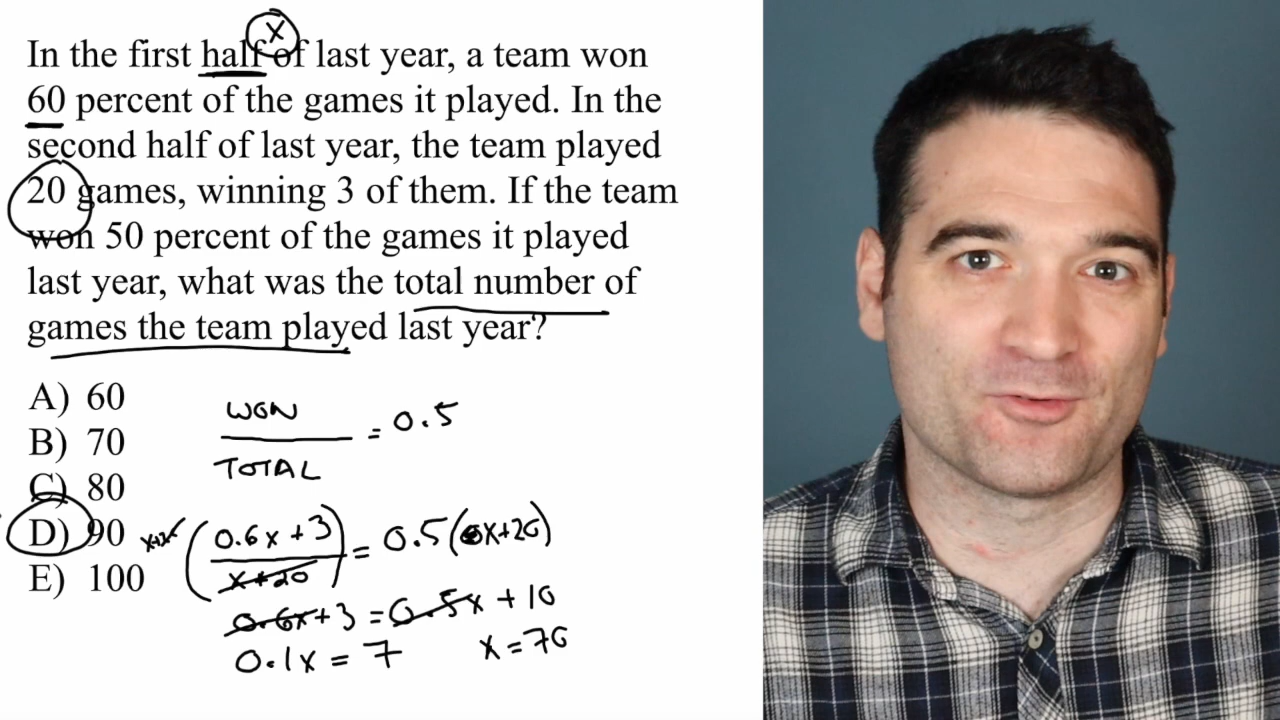 x
In the first half of last year, a team won
60 percent of the games it played. In the
second half of last year, the team played
20 games, winning 3 of them. If the team
won 50 percent of the games it played
last year, what was the total number of
games the team played last year?
A) 60
B) 70
C) 80
D) 90
E) 100
WON
TOTAL
= 0.5
x+20 (0.6x + 3) = 0.5(x+20)
x+20
0.6x+3 = 0.5x + 10
0.1x = 7 x = 70